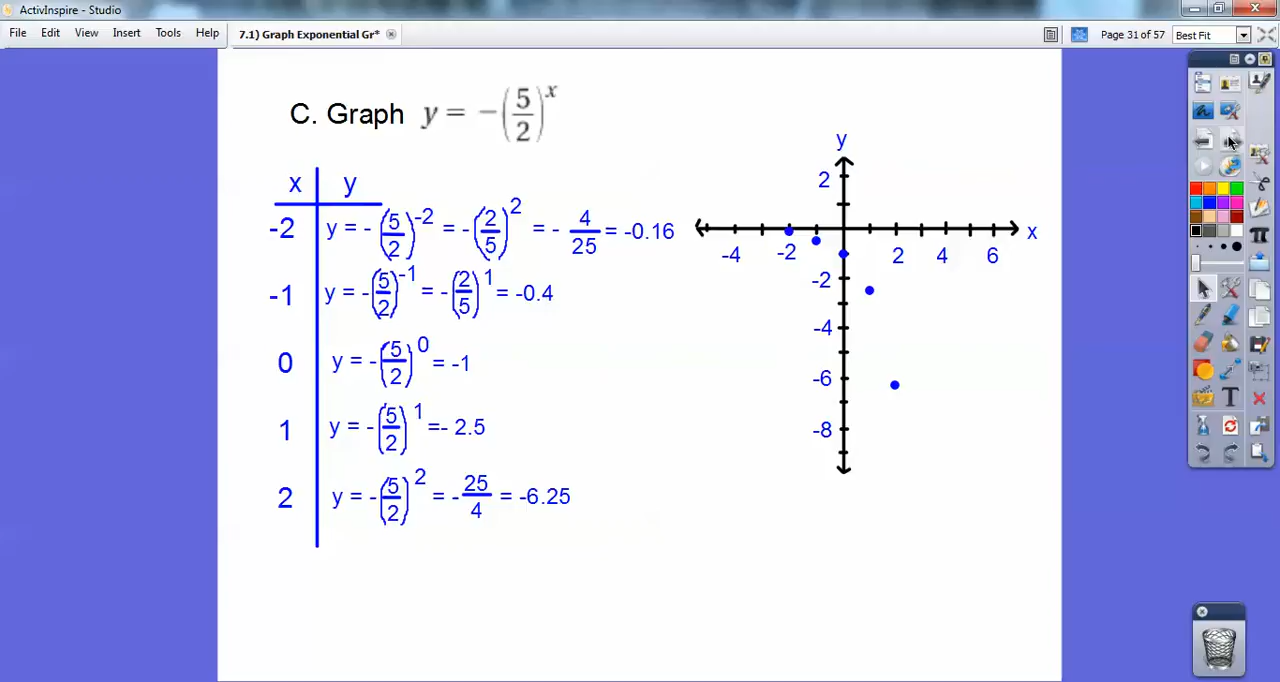 ActivInspire - Studio
File Edit View Insert Tools Help 7.1) Graph Exponential Gr* Page 31 of 57 Best Fit
C. Graph y = -(5/2)^x
x y
-2 y = -(5/2)^-2 = -(2/5)^2 = - 4/25 = -0.16
-1 y = -(5/2)^-1 = -(2/5)^1 = -0.4
0 y = -(5/2)^0 = -1
1 y = -(5/2)^1 =- 2.5
2 y = -(5/2)^2 = - 25/4 = -6.25
y
2
x
-4 -2 2 4 6
-2
-4
-6
-8